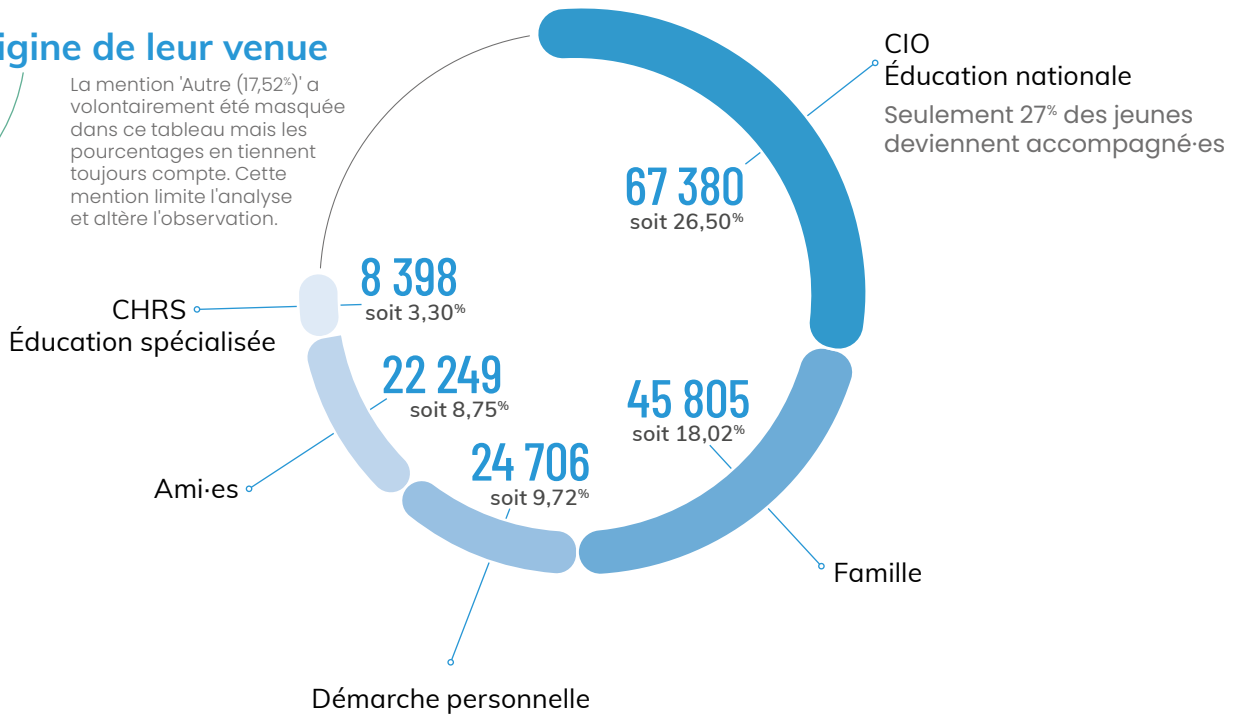 igine de leur venue
La mention 'Autre (17,52%)' a
volontairement été masquée
dans ce tableau mais les
pourcentages en tiennent
toujours compte. Cette
mention limite l'analyse
et altère l'observation.
CIO
Éducation nationale
Seulement 27% des jeunes
deviennent accompagné·es
67 380
soit 26,50%
8 398
soit 3,30%
CHRS
Éducation spécialisée
22 249
soit 8,75%
45 805
soit 18,02%
24 706
soit 9,72%
Ami·es
Famille
Démarche personnelle